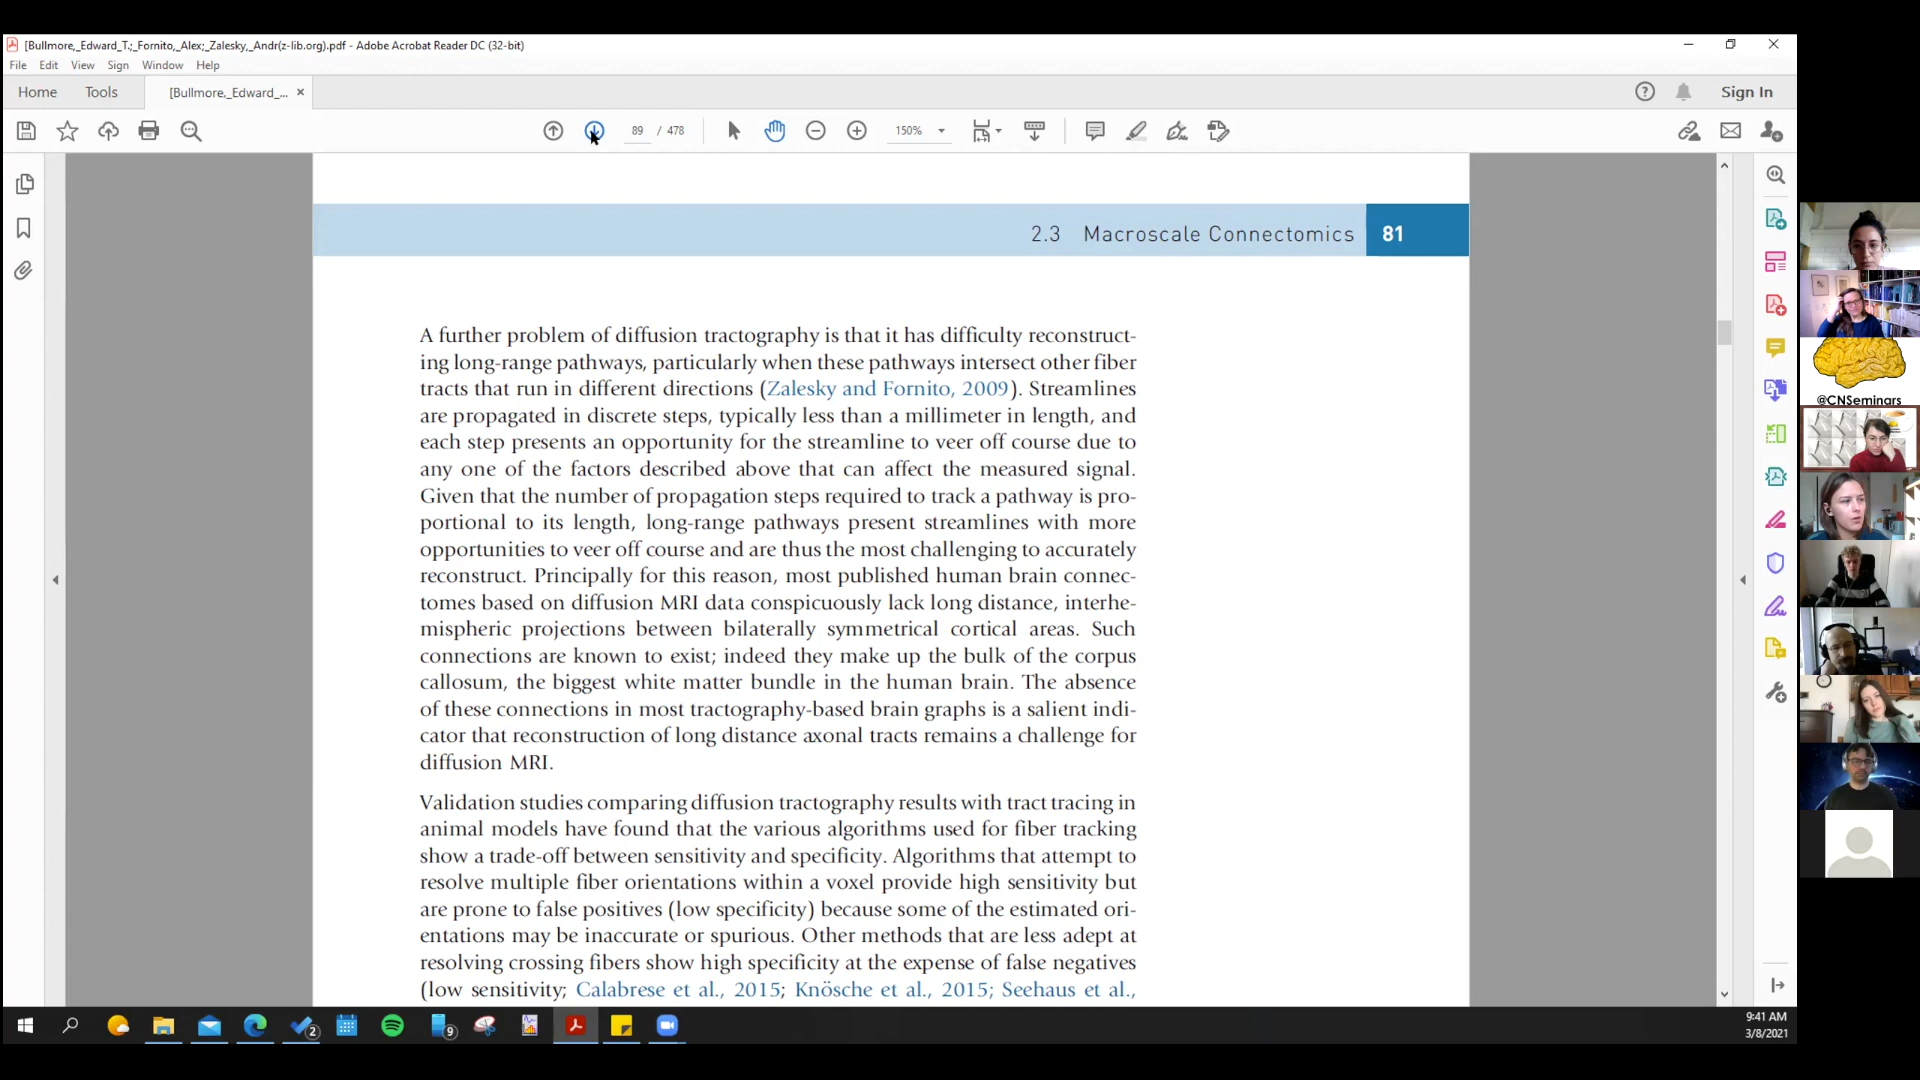 [Bullmore,_Edward_T.;_Fornito,_Alex;_Zalesky,_Andr(z-lib.org).pdf - Adobe Acrobat Reader DC (32-bit)
File Edit View Sign Window Help
Home Tools [Bullmore,_Edward_... Sign In
89 / 478 150%
2.3 Macroscale Connectomics 81
A further problem of diffusion tractography is that it has difficulty reconstruct-
ing long-range pathways, particularly when these pathways intersect other fiber
tracts that run in different directions (Zalesky and Fornito, 2009). Streamlines
are propagated in discrete steps, typically less than a millimeter in length, and
each step presents an opportunity for the streamline to veer off course due to
any one of the factors described above that can affect the measured signal.
Given that the number of propagation steps required to track a pathway is pro-
portional to its length, long-range pathways present streamlines with more
opportunities to veer off course and are thus the most challenging to accurately
reconstruct. Principally for this reason, most published human brain connec-
tomes based on diffusion MRI data conspicuously lack long distance, interhe-
mispheric projections between bilaterally symmetrical cortical areas. Such
connections are known to exist; indeed they make up the bulk of the corpus
callosum, the biggest white matter bundle in the human brain. The absence
of these connections in most tractography-based brain graphs is a salient indi-
cator that reconstruction of long distance axonal tracts remains a challenge for
diffusion MRI.
Validation studies comparing diffusion tractography results with tract tracing in
animal models have found that the various algorithms used for fiber tracking
show a trade-off between sensitivity and specificity. Algorithms that attempt to
resolve multiple fiber orientations within a voxel provide high sensitivity but
are prone to false positives (low specificity) because some of the estimated ori-
entations may be inaccurate or spurious. Other methods that are less adept at
resolving crossing fibers show high specificity at the expense of false negatives
(low sensitivity; Calabrese et al., 2015; Knösche et al., 2015; Seehaus et al.,
@CNSeminars
2
9
9:41 AM
3/8/2021